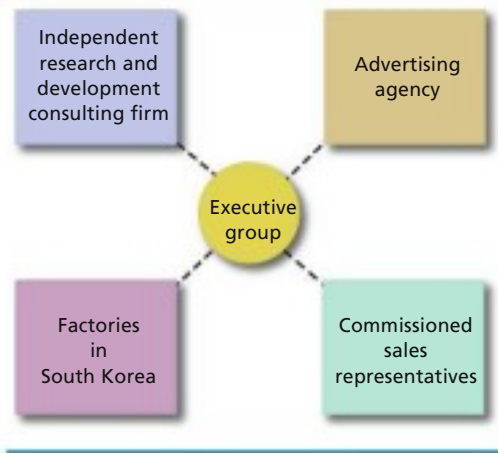 Independent
research and
development
consulting firm
Advertising
agency
Executive
group
Factories
in
South Korea
Commissioned
sales
representatives